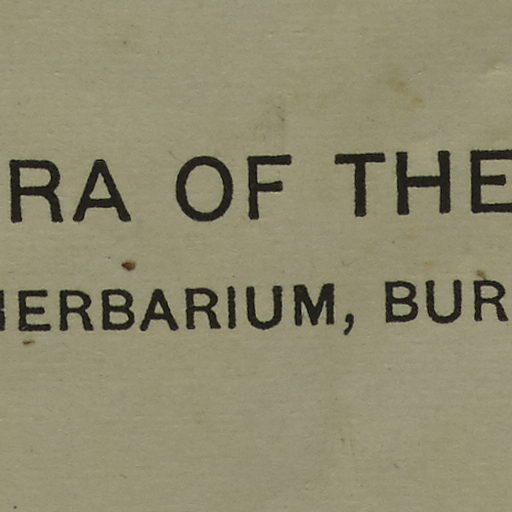 RA OF THE
HERBARIUM, BUR